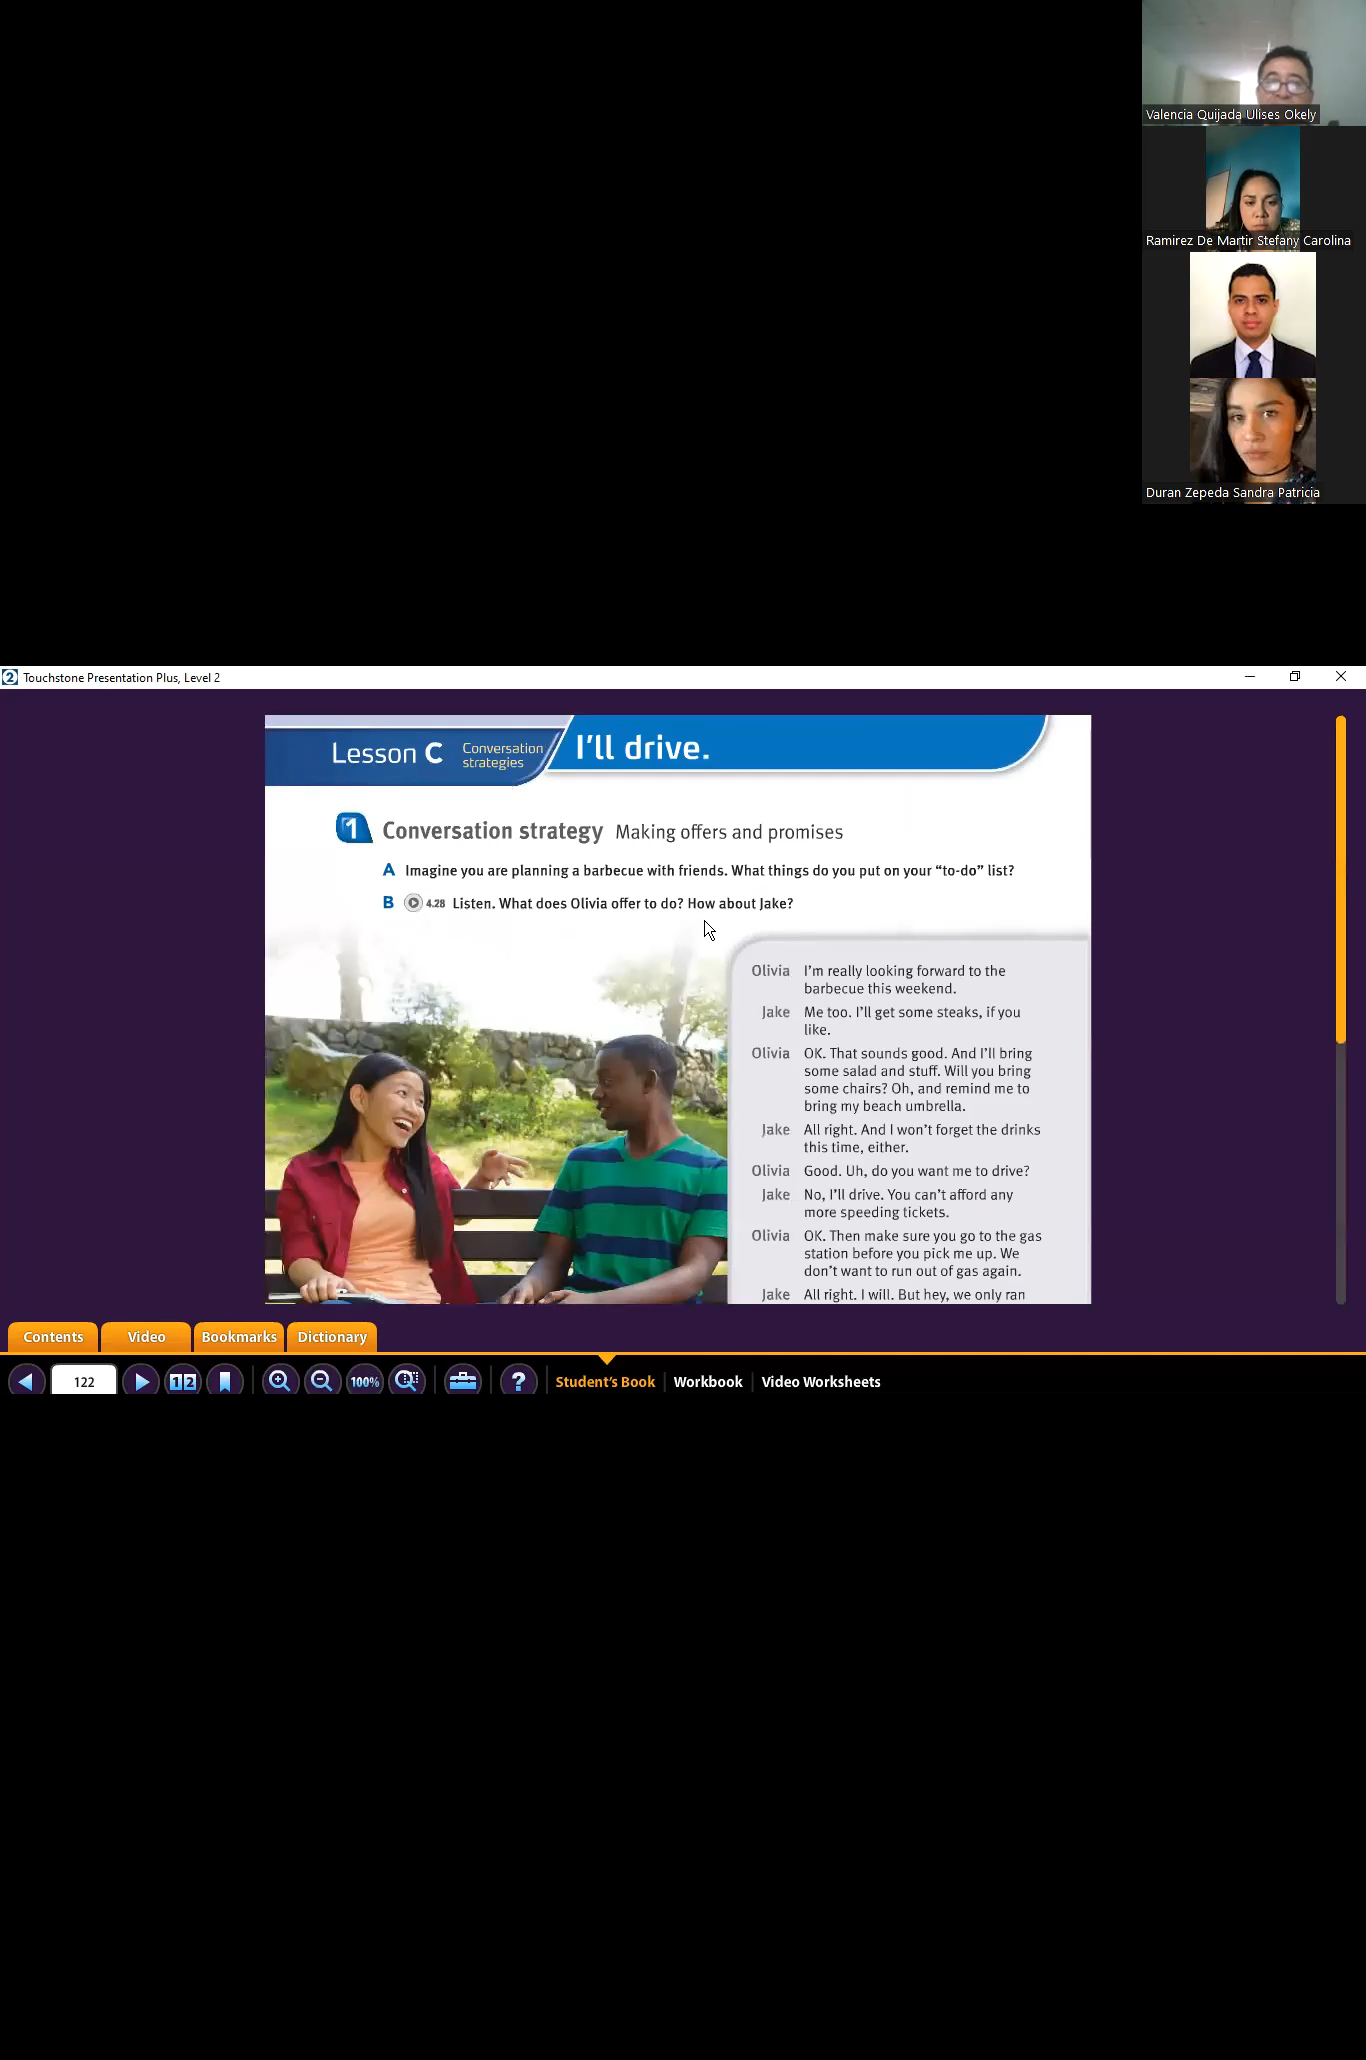 Valencia Quijada Ulises Okely
Ramirez De Martir Stefany Carolina
Duran Zepeda Sandra Patricia
Touchstone Presentation Plus, Level 2
Lesson C Conversation strategies I'll drive.
1 Conversation strategy Making offers and promises
A Imagine you are planning a barbecue with friends. What things do you put on your “to-do” list?
B 4.28 Listen. What does Olivia offer to do? How about Jake?
Olivia I'm really looking forward to the
barbecue this weekend.
Jake Me too. I'll get some steaks, if you
like.
Olivia OK. That sounds good. And I'll bring
some salad and stuff. Will you bring
some chairs? Oh, and remind me to
bring my beach umbrella.
Jake All right. And I won't forget the drinks
this time, either.
Olivia Good. Uh, do you want me to drive?
Jake No, I'll drive. You can't afford any
more speeding tickets.
Olivia OK. Then make sure you go to the gas
station before you pick me up. We
don't want to run out of gas again.
Jake All right. I will. But hey, we only ran
Contents Video Bookmarks Dictionary
122 12 100% ? Student's Book Workbook Video Worksheets